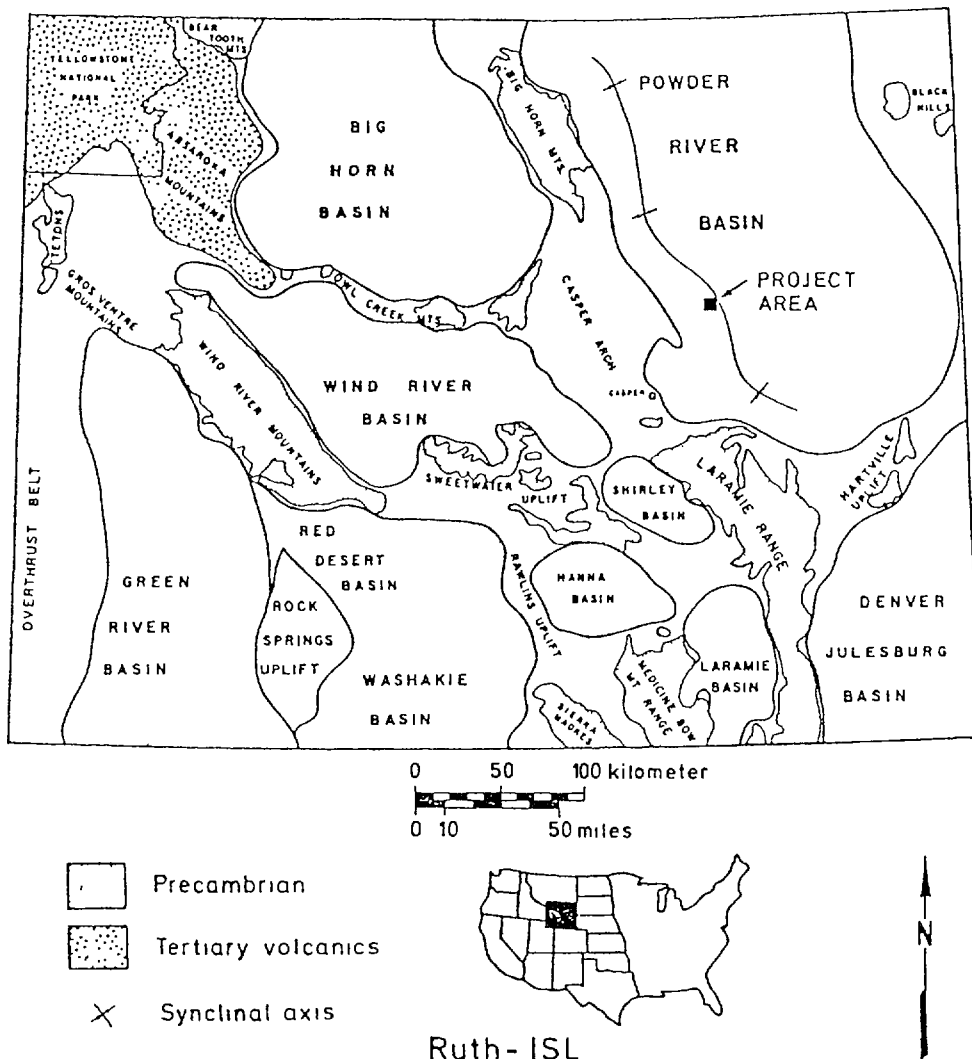 BEAR
TOOTH
MTS.
YELLOWSTONE
NATIONAL
PARK
ABSAROKA
MOUNTAINS
BIG
HORN
BASIN
BIG HORN MTS.
POWDER
RIVER
BASIN
BLACK
HILLS
TETONS
GROS VENTRE
MOUNTAINS
OWL CREEK MTS.
CASPER ARCH
PROJECT
AREA
WIND RIVER MOUNTAINS
WIND RIVER
BASIN
CASPER
SWEETWATER
UPLIFT
SHIRLEY
BASIN
LARAMIE RANGE
HARTVILLE
UPLIFT
OVERTHRUST BELT
GREEN
RIVER
BASIN
RED
DESERT
BASIN
ROCK
SPRINGS
UPLIFT
WASHAKIE
BASIN
RAWLINS UPLIFT
HANNA
BASIN
SIERRA
MADRES
MEDICINE BOW
MT RANGE
LARAMIE
BASIN
DENVER
JULESBURG
BASIN
0 50 100 kilometer
0 10 50 miles
Precambrian
Tertiary volcanics
Synclinal axis
N
Ruth-ISL